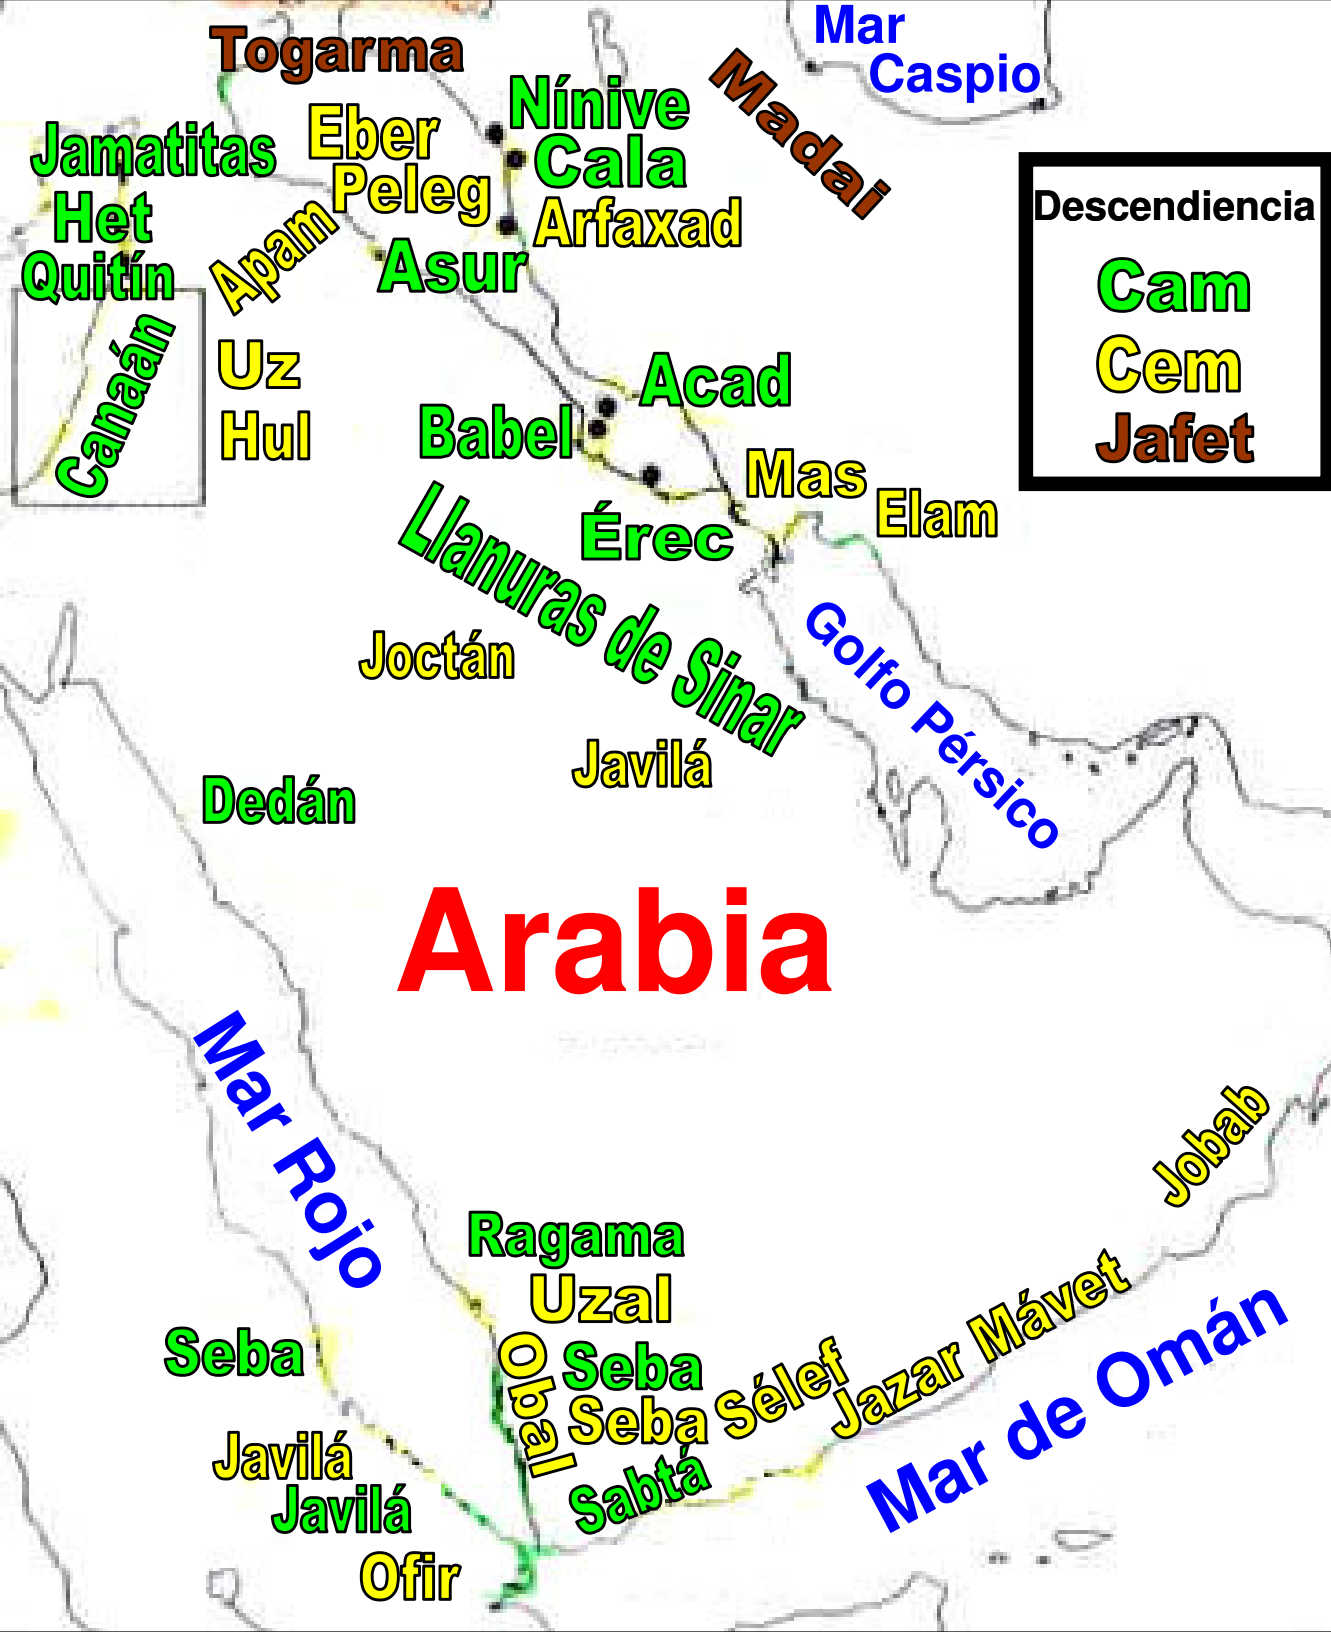 Mar
Caspio
Togarma
Madai
Nínive
Eber
Cala
Jamatitas
Peleg
Arfaxad
Het
Apam
Asur
Quitín
Descendiencia
Cam
Cem
Jafet
Canaán
Uz
Hul
Acad
Babel
Mas
Elam
Érec
Llanuras de Sinar
Golfo Pérsico
Joctán
Javilá
Dedán
Arabia
Mar Rojo
Jobab
Ragama
Uzal
Obal
Seba
Seba
Seba
Sélef
Jazar Mávet
Mar de Omán
Javilá
Javilá
Sabtá
Ofir